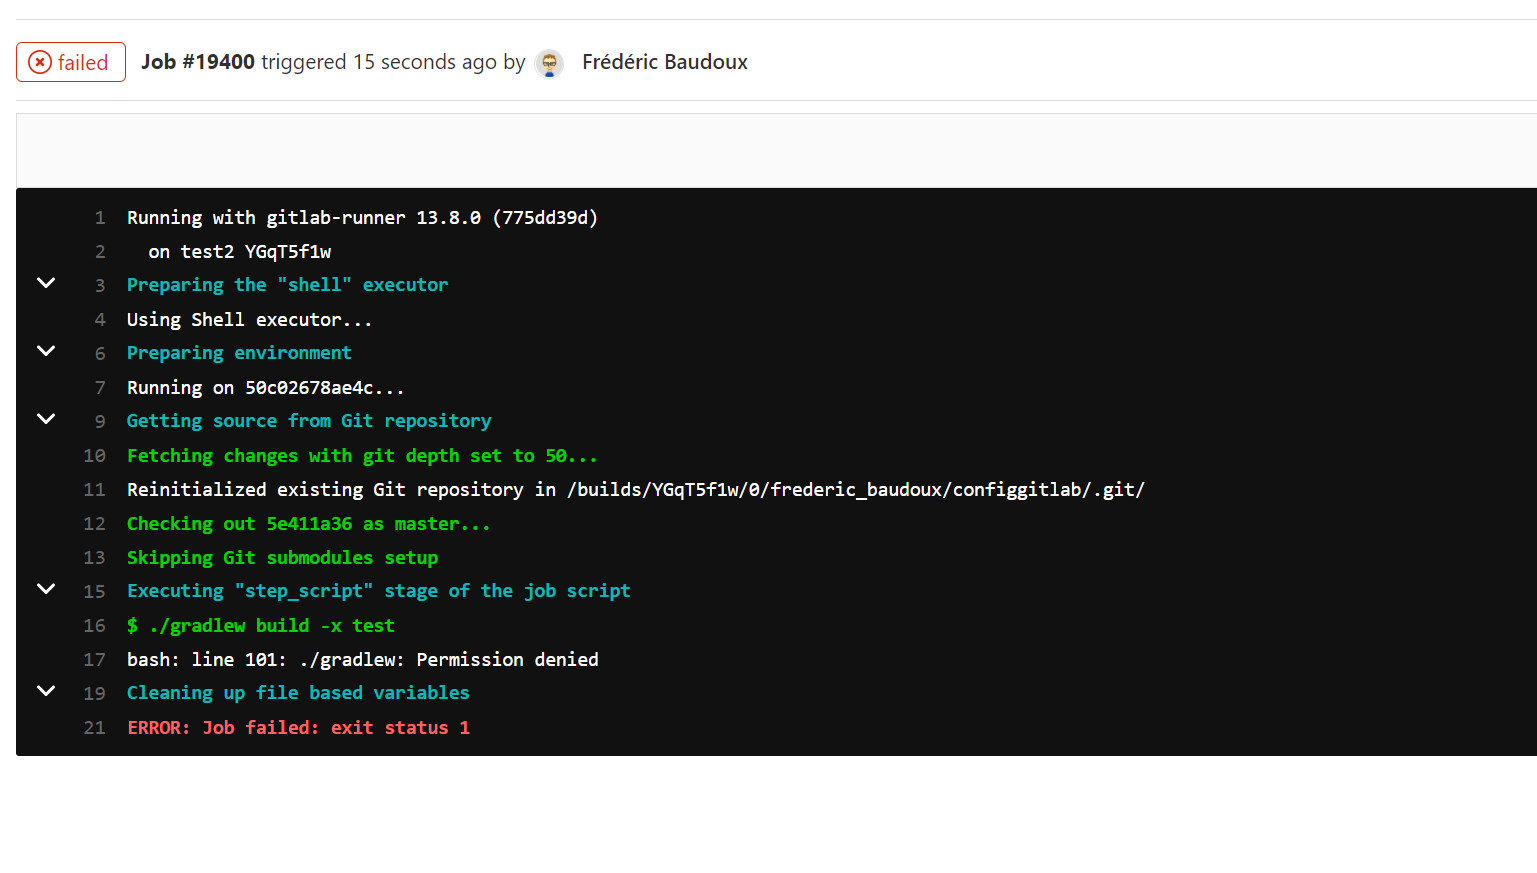 failed Job #19400 triggered 15 seconds ago by Frédéric Baudoux
1 Running with gitlab-runner 13.8.0 (775dd39d)
2 on test2 YGqT5f1w
3 Preparing the "shell" executor
4 Using Shell executor...
6 Preparing environment
7 Running on 50c02678ae4c...
9 Getting source from Git repository
10 Fetching changes with git depth set to 50...
11 Reinitialized existing Git repository in /builds/YGqT5f1w/0/frederic_baudoux/configgitlab/.git/
12 Checking out 5e411a36 as master...
13 Skipping Git submodules setup
15 Executing "step_script" stage of the job script
16 $ ./gradlew build -x test
17 bash: line 101: ./gradlew: Permission denied
19 Cleaning up file based variables
21 ERROR: Job failed: exit status 1